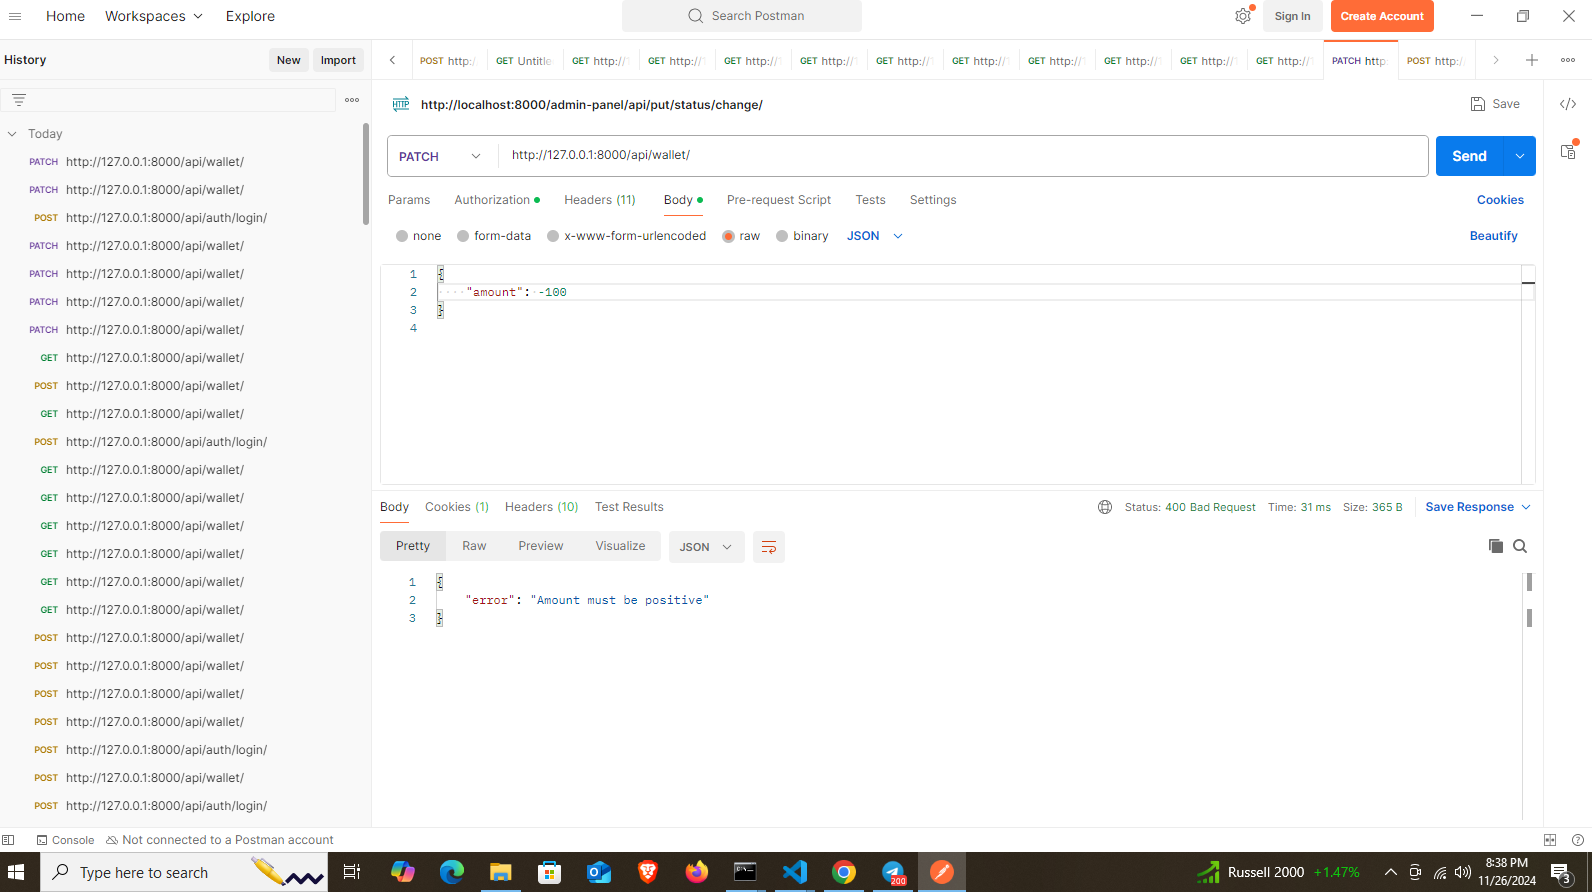 Home Workspaces Explore Search Postman Sign In Create Account
History New Import
POST http:/ GET Untitle GET http:// GET http:// GET http:// GET http:// GET http:// GET http:// GET http:// GET http:// GET http:// GET http:// PATCH http: POST http:/
HTTP http://localhost:8000/admin-panel/api/put/status/change/ Save
Today
PATCH http://127.0.0.1:8000/api/wallet/ Send
Params Authorization Headers (11) Body Pre-request Script Tests Settings Cookies
none form-data x-www-form-urlencoded raw binary JSON Beautify
PATCH http://127.0.0.1:8000/api/wallet/
PATCH http://127.0.0.1:8000/api/wallet/
POST http://127.0.0.1:8000/api/auth/login/
PATCH http://127.0.0.1:8000/api/wallet/
PATCH http://127.0.0.1:8000/api/wallet/
PATCH http://127.0.0.1:8000/api/wallet/
PATCH http://127.0.0.1:8000/api/wallet/
GET http://127.0.0.1:8000/api/wallet/
POST http://127.0.0.1:8000/api/wallet/
GET http://127.0.0.1:8000/api/wallet/
POST http://127.0.0.1:8000/api/auth/login/
GET http://127.0.0.1:8000/api/wallet/
GET http://127.0.0.1:8000/api/wallet/
GET http://127.0.0.1:8000/api/wallet/
GET http://127.0.0.1:8000/api/wallet/
GET http://127.0.0.1:8000/api/wallet/
GET http://127.0.0.1:8000/api/wallet/
POST http://127.0.0.1:8000/api/wallet/
POST http://127.0.0.1:8000/api/wallet/
POST http://127.0.0.1:8000/api/wallet/
POST http://127.0.0.1:8000/api/wallet/
POST http://127.0.0.1:8000/api/auth/login/
POST http://127.0.0.1:8000/api/wallet/
POST http://127.0.0.1:8000/api/auth/login/
1 {
2 "amount": -100
3 }
4
Body Cookies (1) Headers (10) Test Results Status: 400 Bad Request Time: 31 ms Size: 365 B Save Response
Pretty Raw Preview Visualize JSON
1 {
2 "error": "Amount must be positive"
3 }
Console Not connected to a Postman account
Type here to search 200 Russell 2000 +1.47% 8:38 PM
11/26/2024 3